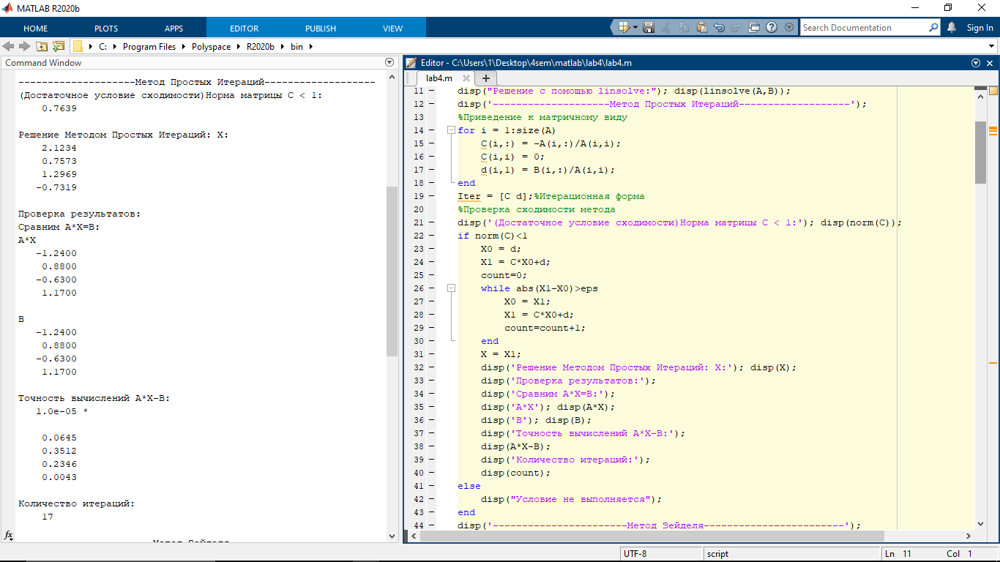 MATLAB R2020b
HOME PLOTS APPS EDITOR PUBLISH VIEW Search Documentation Sign In
C: Program Files Polyspace R2020b bin
Command Window
--------------------Метод Простых Итераций-------------------
(Достаточное условие сходимости)Норма матрицы C < 1:
0.7639
Решение Методом Простых Итераций: X:
2.1234
0.7573
1.2969
-0.7319
Проверка результатов:
Сравним A*X=B:
A*X
-1.2400
0.8800
-0.6300
1.1700
B
-1.2400
0.8800
-0.6300
1.1700
Точность вычислений A*X-B:
1.0e-05 *
0.0645
0.3512
0.2346
0.0043
Количество итераций:
17
fx
Editor - C:\Users\1\Desktop\4sem\matlab\lab4\lab4.m
lab4.m
11 disp("Решение с помощью linsolve:"); disp(linsolve(A,B));
12 disp('--------------------Метод Простых Итераций-------------------');
13 %Приведение к матричному виду
14 for i = 1:size(A)
15 C(i,:) = -A(i,:)/A(i,i);
16 C(i,i) = 0;
17 d(i,1) = B(i,:)/A(i,i);
18 end
19 Iter = [C d];%Итерационная форма
20 %Проверка сходимости метода
21 disp('(Достаточное условие сходимости)Норма матрицы C < 1:'); disp(norm(C));
22 if norm(C)<1
23 X0 = d;
24 X1 = C*X0+d;
25 count=0;
26 while abs(X1-X0)>eps
27 X0 = X1;
28 X1 = C*X0+d;
29 count=count+1;
30 end
31 X = X1;
32 disp('Решение Методом Простых Итераций: X:'); disp(X);
33 disp('Проверка результатов:');
34 disp('Сравним A*X=B:');
35 disp('A*X'); disp(A*X);
36 disp('B'); disp(B);
37 disp('Точность вычислений A*X-B:');
38 disp(A*X-B);
39 disp('Количество итераций:');
40 disp(count);
41 else
42 disp("Условие не выполняется");
43 end
44 disp('-----------------------Метод Зейделя------------------------');
UTF-8 script Ln 11 Col 1